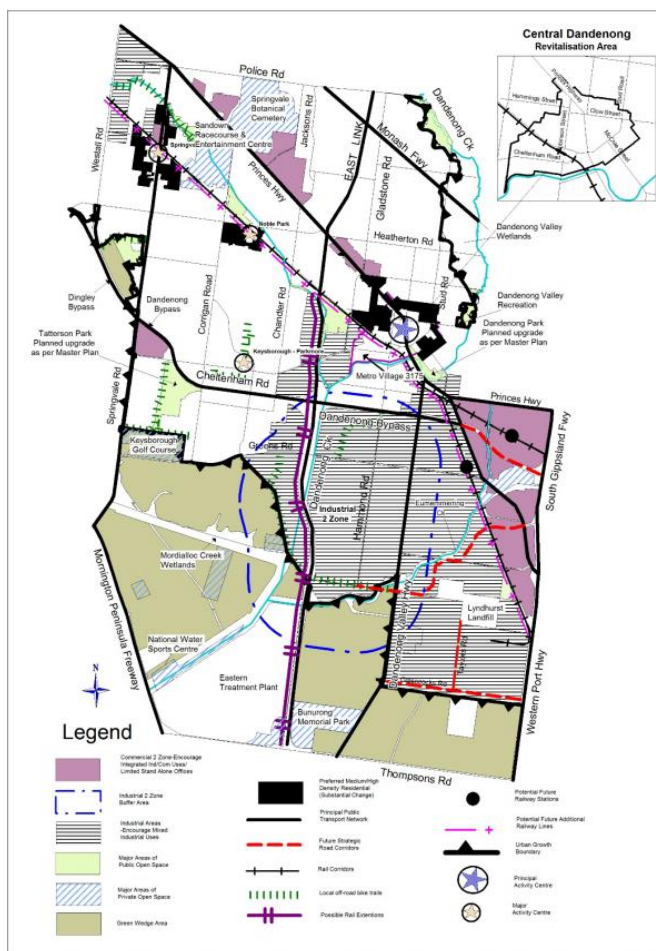 Central Dandenong
Revitalisation Area
Hammings Street
Clow Street
Cheltenham Road
Police Rd
Springvale
Botanical
Cemetery
Jacksons Rd
Sandown
Racecourse &
Entertainment Centre
Westall Rd
Princes Hwy
EAST LINK
Monash Fwy
Dandenong Ck
Gladstone Rd
Noble Park
Heatherton Rd
Dandenong Valley
Wetlands
Stud Rd
Dingley
Bypass
Dandenong
Bypass
Corrigan Road
Chandler Rd
Dandenong Valley
Recreation
Tatterson Park
Planned upgrade
as per Master Plan
Dandenong Park
Planned upgrade
as per Master Plan
Keysborough - Parkmore
Metro Village 3175
Cheltenham Rd
Springvale Rd
Princes Hwy
Dandenong Bypass
Keysborough
Golf Course
Greens Rd
Dandenong Ck
Hammond Rd
South Gippsland Fwy
Industrial
2 Zone
Eumemmerring
Mordialloc Creek
Wetlands
Mornington Peninsula Freeway
Dandenong Valley Hwy
Lyndhurst
Landfill
National Water
Sports Centre
Taylors Rd
Western Port Hwy
N
Eastern
Treatment Plant
Bunurong
Memorial Park
Thompsons Rd
Legend
Commercial 2 Zone-Encourage
Integrated Ind/Com Uses/
Limited Stand Alone Offices
Industrial 2 Zone
Buffer Area
Industrial Areas
-Encourage Mixed
Industrial Uses
Major Areas of
Public Open Space
Major Areas of
Private Open Space
Green Wedge Area
Preferred Medium/High
Density Residential
(Substantial Change)
Principal Public
Transport Network
Future Strategic
Road Corridors
Rail Corridors
Local off-road bike trails
Possible Rail Extentions
Potential Future
Railway Stations
Potential Future Additional
Railway Lines
Urban Growth
Boundary
Principal
Activity Centre
Major
Activity Centre